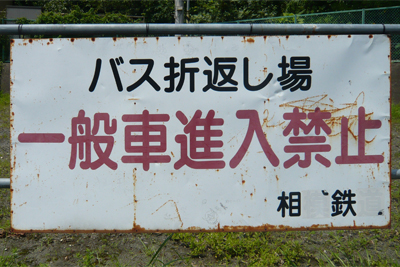 バス折返し場
一般車進入禁止
相 鉄